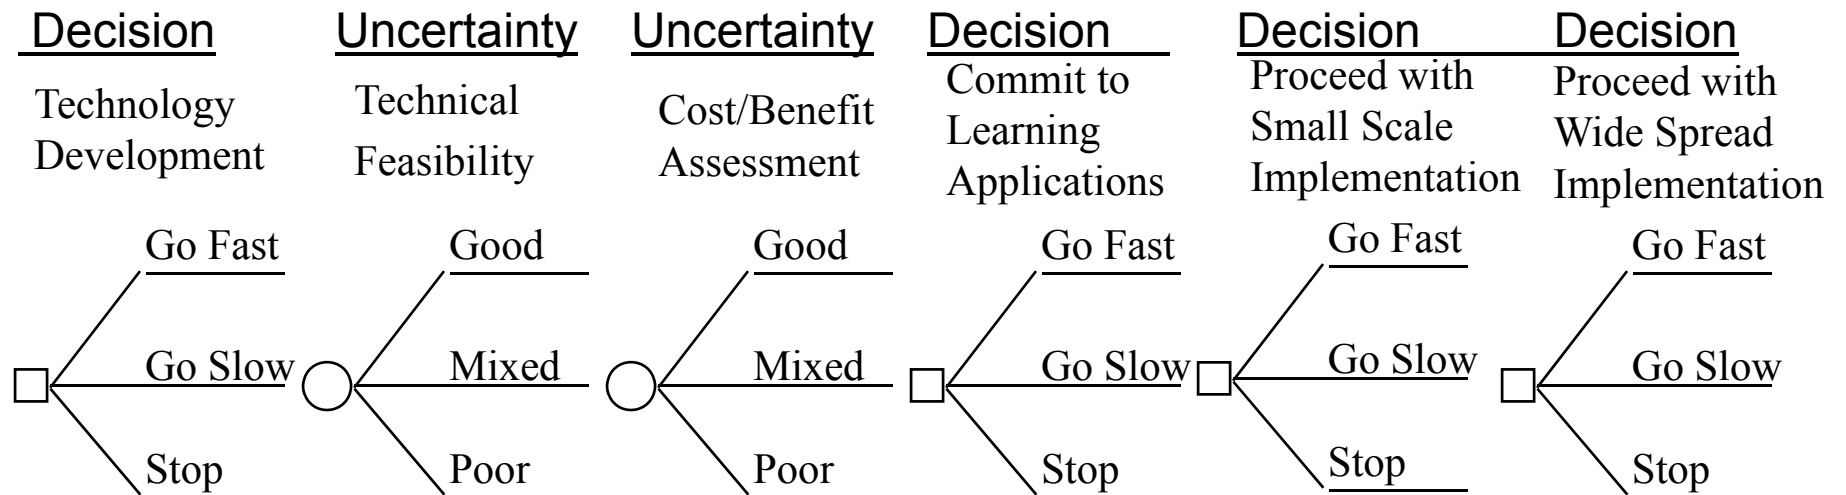 Decision
Technology
Development
Go Fast
Go Slow
Stop
Uncertainty
Technical
Feasibility
Good
Mixed
Poor
Uncertainty
Cost/Benefit
Assessment
Good
Mixed
Poor
Decision
Commit to
Learning
Applications
Go Fast
Go Slow
Stop
Decision
Proceed with
Small Scale
Implementation
Go Fast
Go Slow
Stop
Decision
Proceed with
Wide Spread
Implementation
Go Fast
Go Slow
Stop